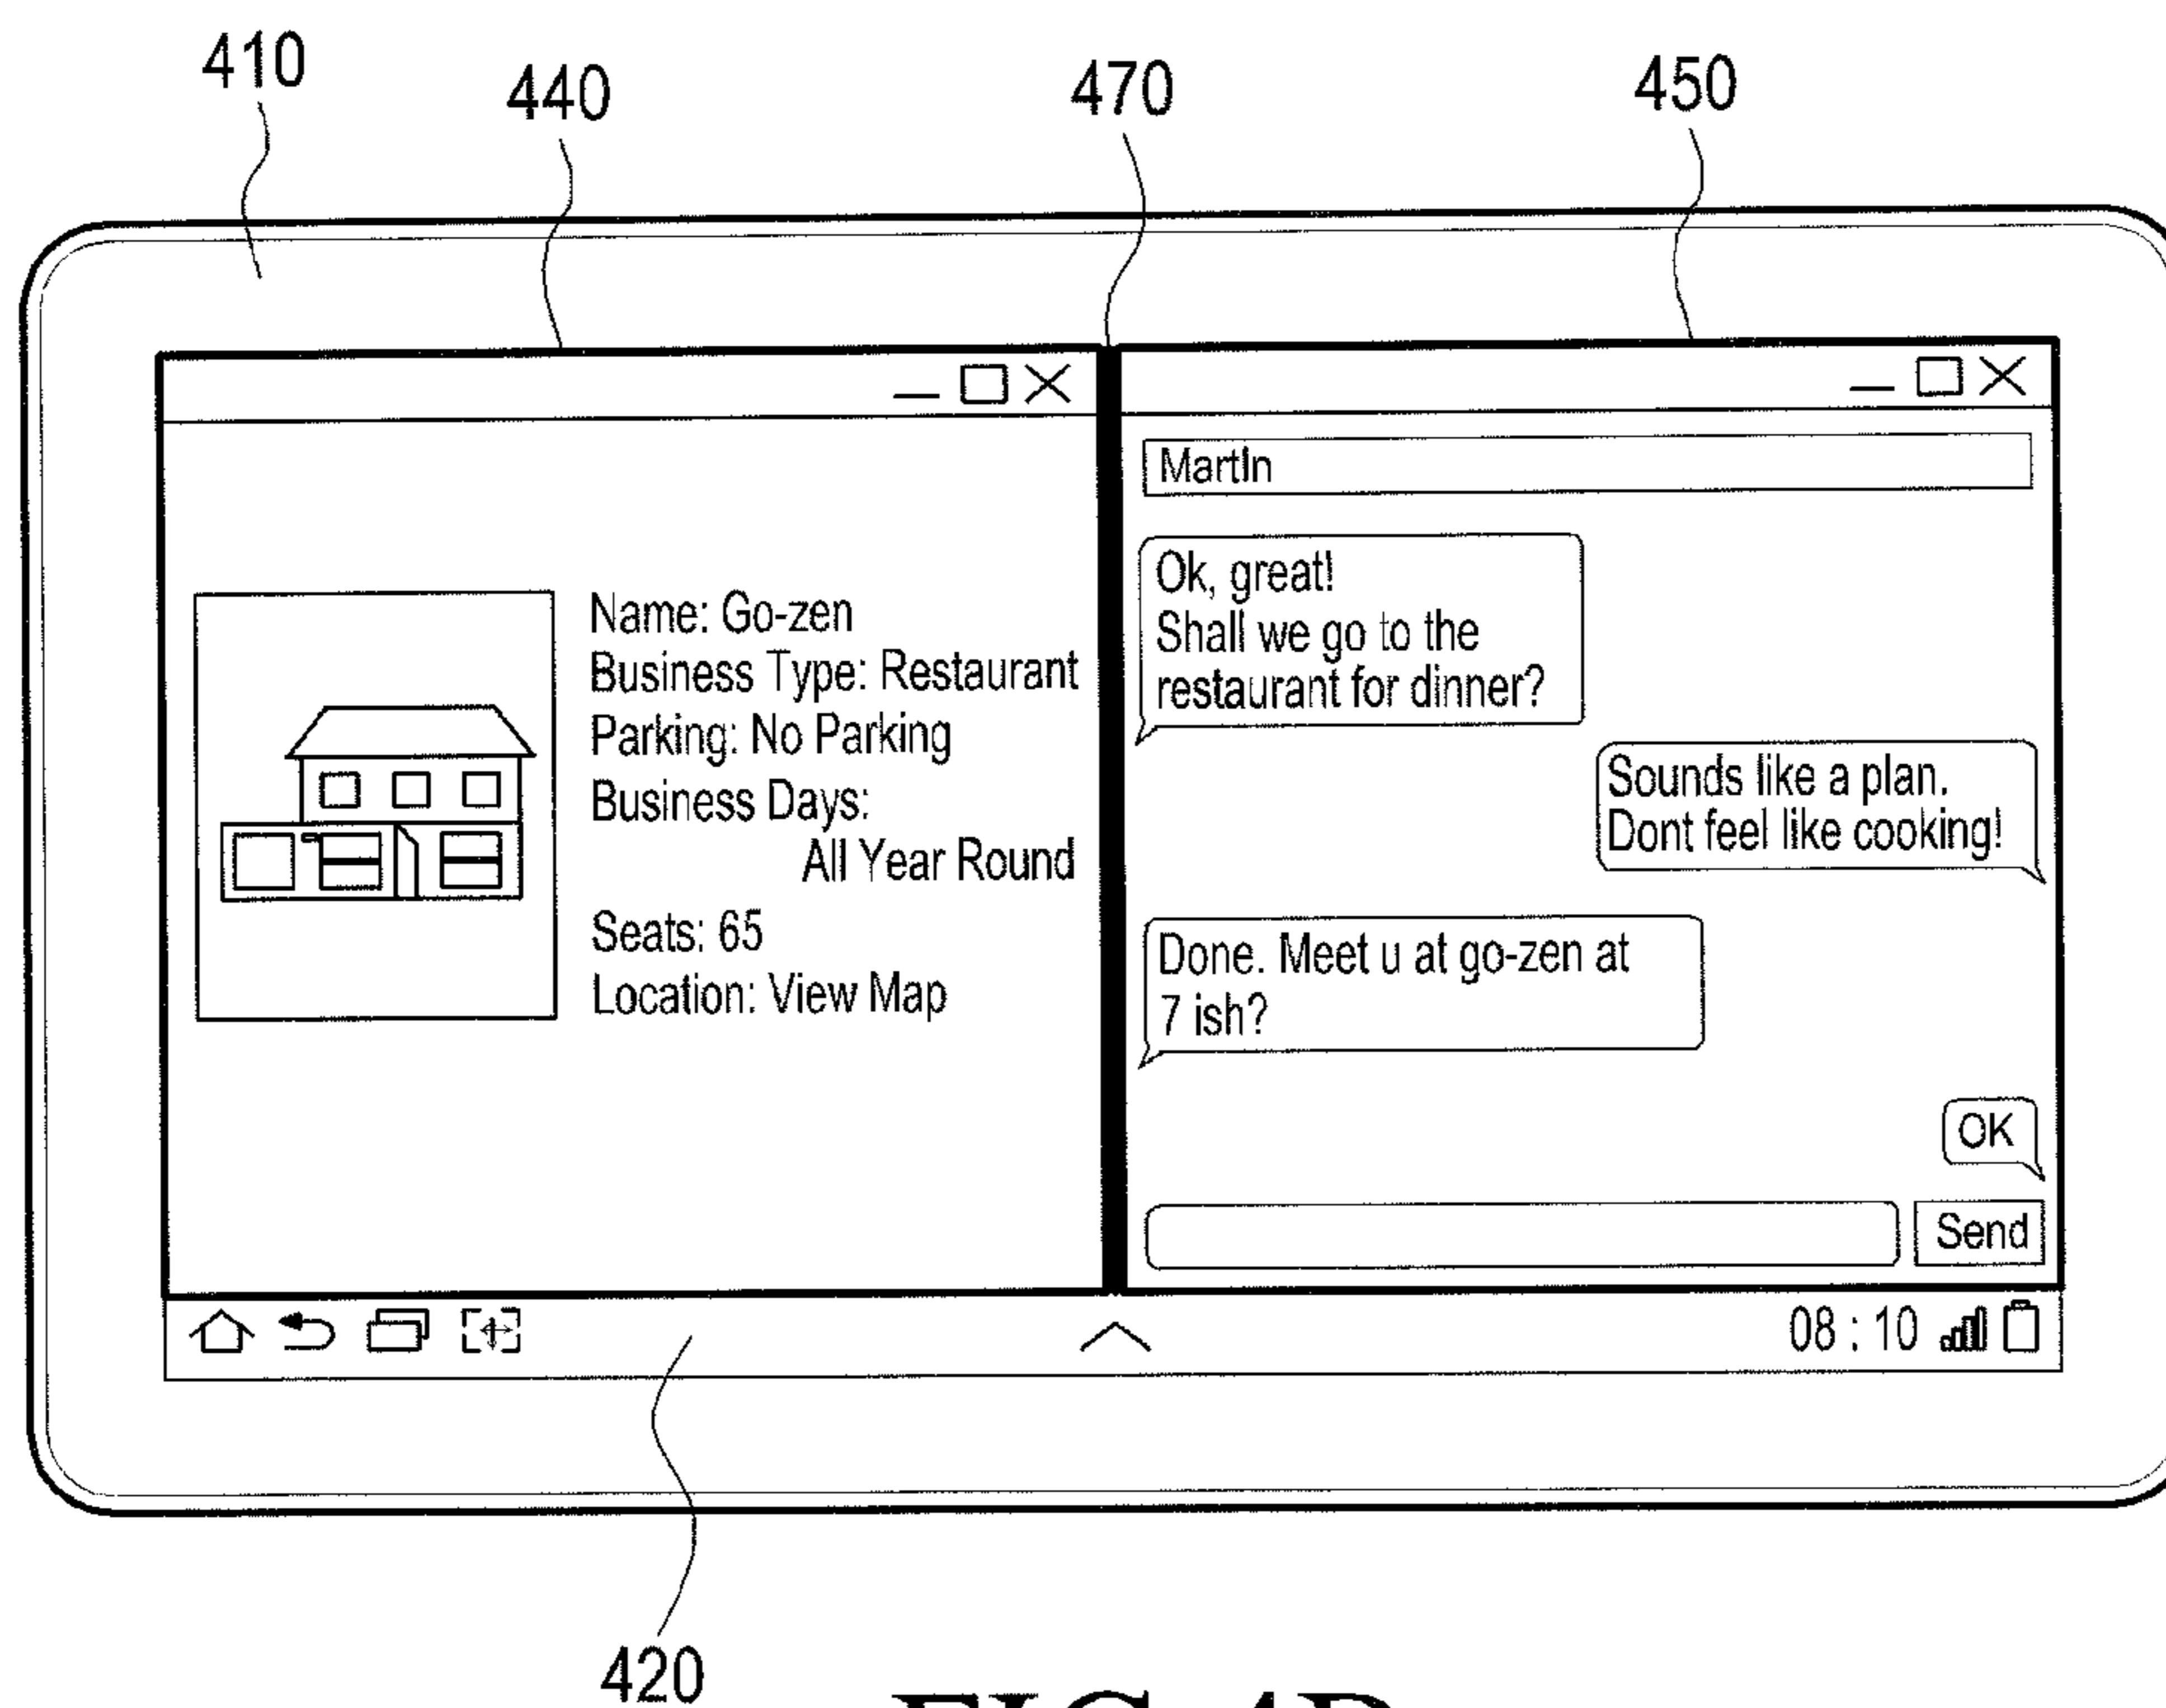 410
440
470
450
Name: Go-zen
Business Type: Restaurant
Parking: No Parking
Business Days:
All Year Round
Seats: 65
Location: View Map
MartIn
Ok, great!
Shall we go to the
restaurant for dinner?
Sounds like a plan.
Dont feel like cooking!
Done. Meet u at go-zen at
7 ish?
OK
Send
08 : 10
420